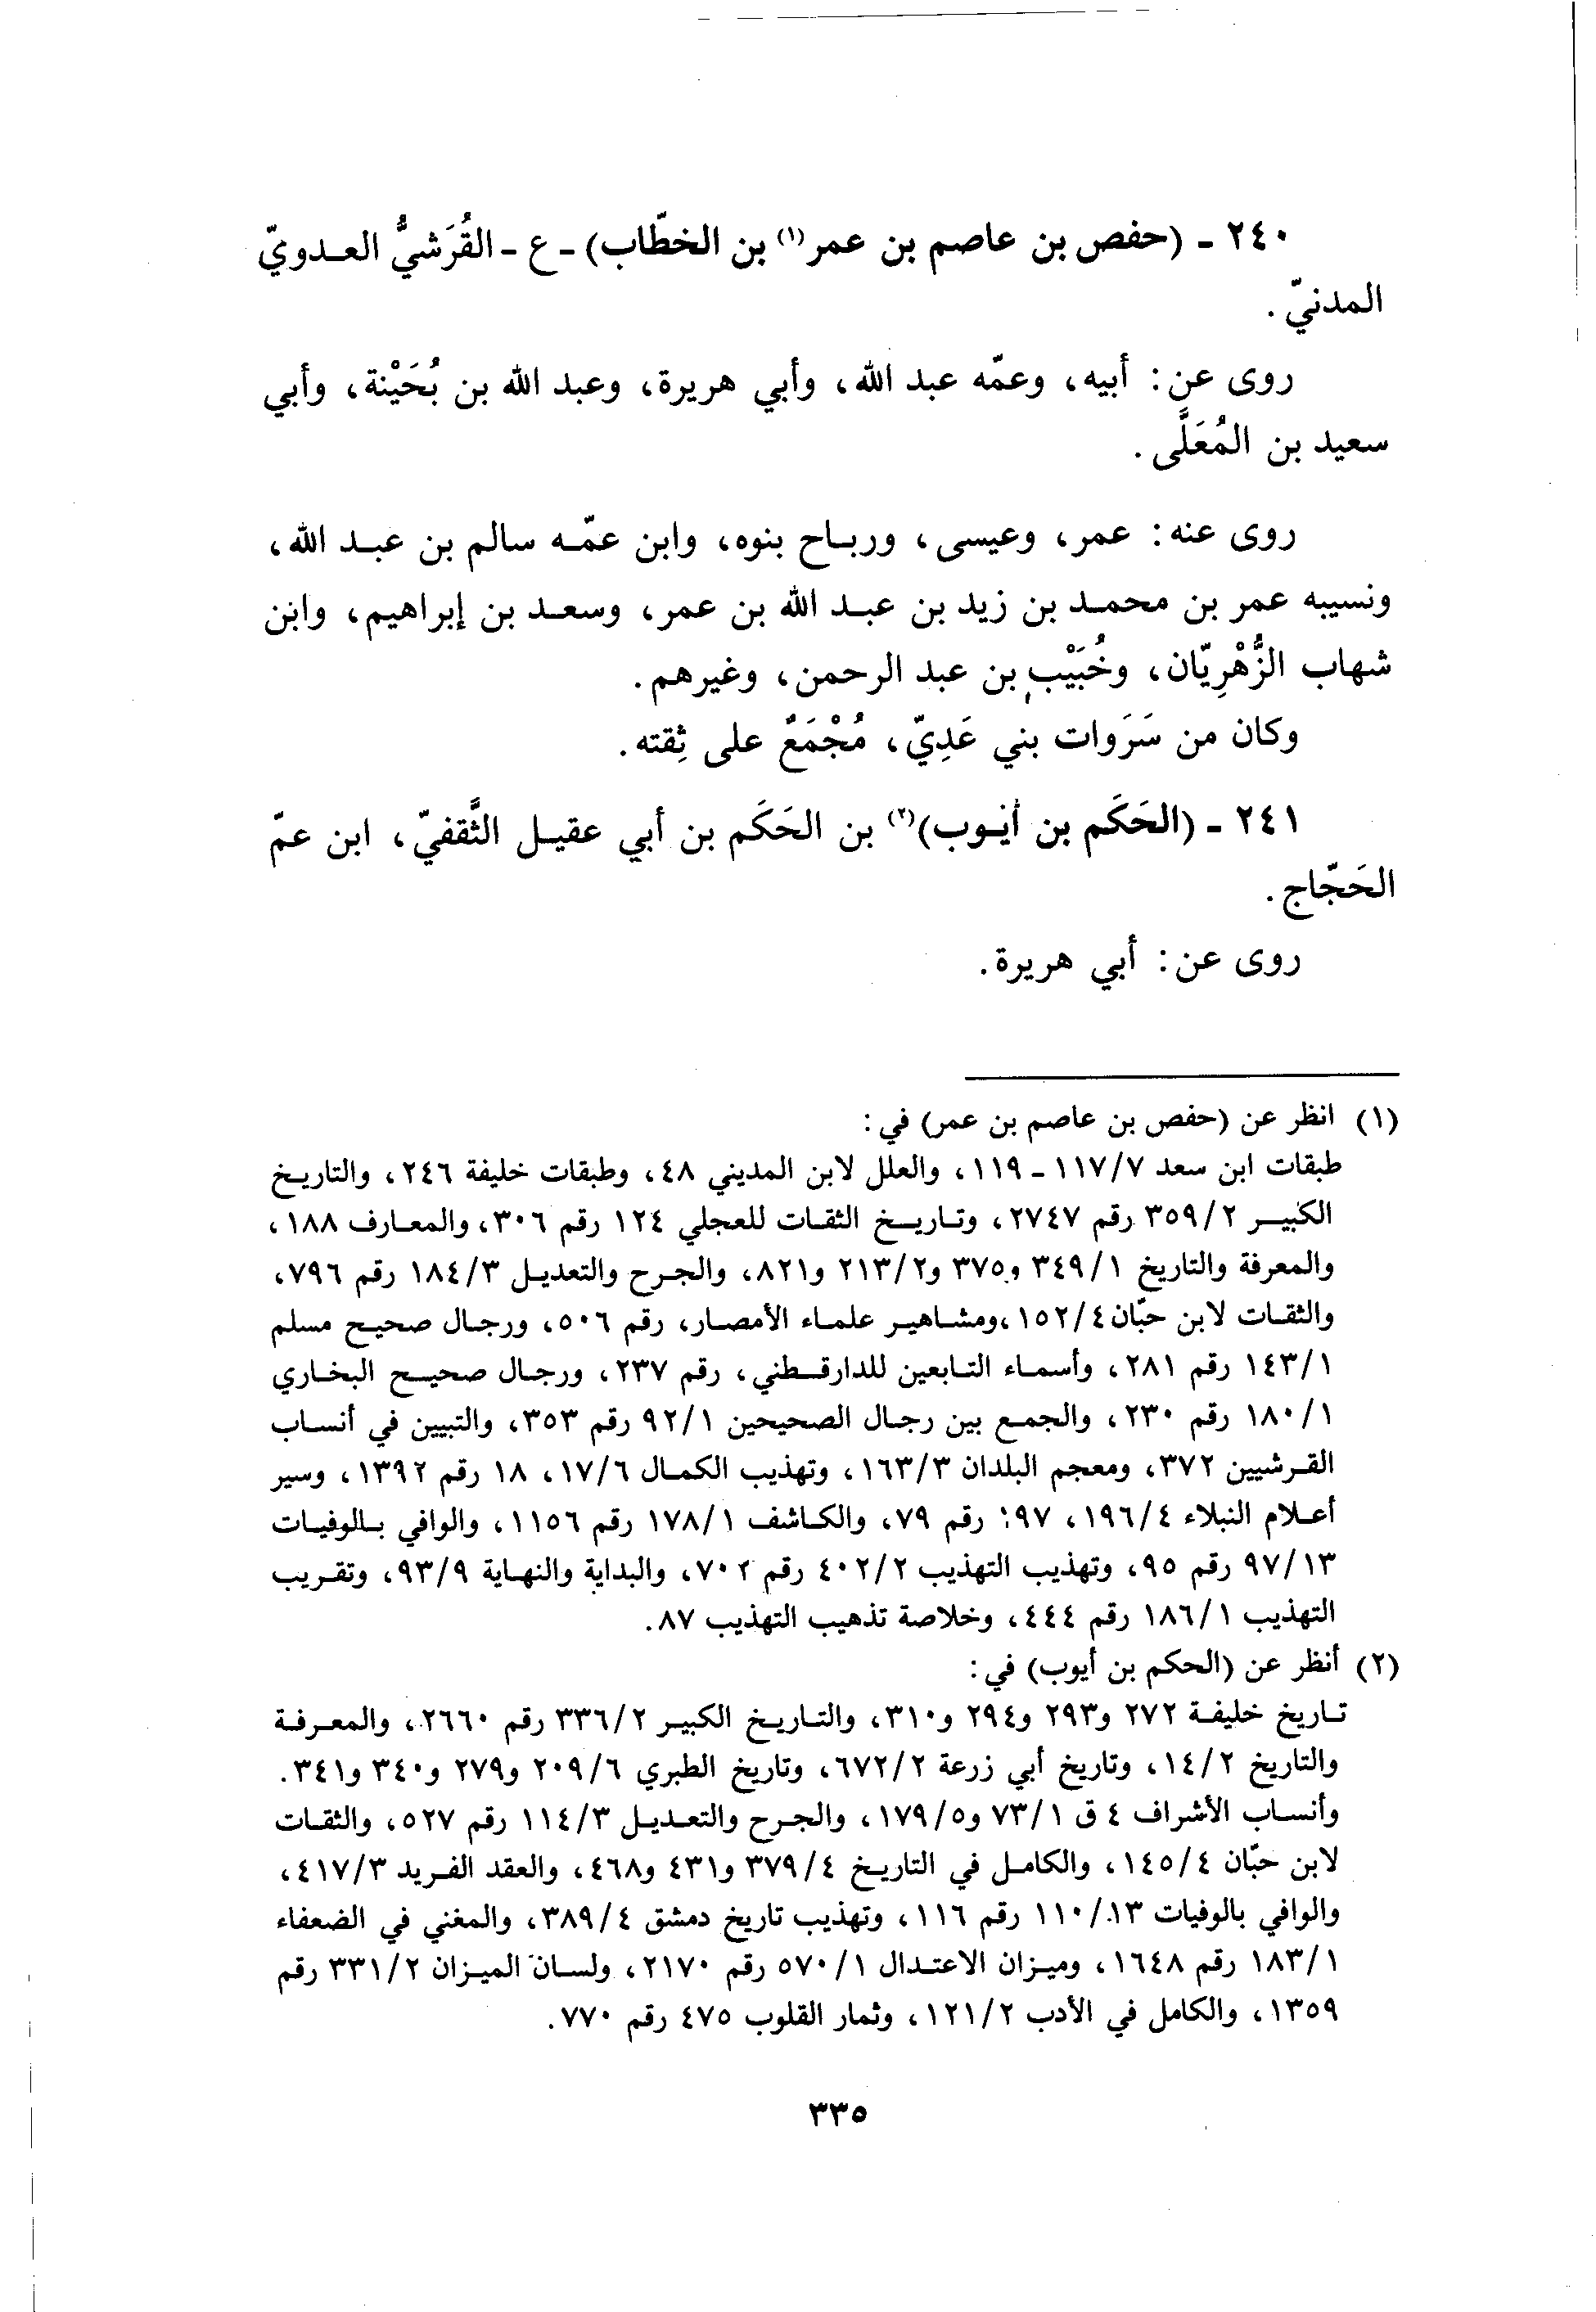 ٢٤٠ - (حفص بن عاصم بن عمر(١) بن الخطّاب) - ع - القُرَشيُّ العدويّ
المدنيّ.
روى عن: أبيه، وعمّه عبد الله، وأبي هريرة، وعبد الله بن بُحَيْنة، وأبي
سعيد بن المُعَلَّى.
روى عنه: عمر، وعيسى، ورباح بنوه، وابن عمّه سالم بن عبد الله،
ونسيبه عمر بن محمد بن زيد بن عبد الله بن عمر، وسعد بن إبراهيم، وابن
شهاب الزُّهْرِيّان، وخُبَيْب بن عبد الرحمن، وغيرهم.
وكان من سَرَوات بني عَدِيّ، مُجْمَعٌ على ثِقته.
٢٤١ - (الحَكَم بن أيوب)(٢) بن الحَكَم بن أبي عقيل الثَّقفيّ، ابن عمّ
الحَجّاج.
روى عن: أبي هريرة.
(١) انظر عن (حفص بن عاصم بن عمر) في:
طبقات ابن سعد ١١٧/٧ - ١١٩، والعلل لابن المديني ٤٨، وطبقات خليفة ٢٤٦، والتاريخ
الكبير ٣٥٩/٢ رقم ٢٧٤٧، وتاريخ الثقات للعجلي ١٢٤ رقم ٣٠٦، والمعارف ١٨٨،
والمعرفة والتاريخ ٣٤٩/١ و٣٧٥ و٢١٣/٢ و٨٢١، والجرح والتعديل ١٨٤/٣ رقم ٧٩٦،
والثقات لابن حبّان ١٥٢/٤، ومشاهير علماء الأمصار، رقم ٥٠٦، ورجال صحيح مسلم
١٤٣/١ رقم ٢٨١، وأسماء التابعين للدارقطني، رقم ٢٣٧، ورجال صحيح البخاري
١٨٠/١ رقم ٢٣٠، والجمع بين رجال الصحيحين ٩٢/١ رقم ٣٥٣، والتبيين في أنساب
القرشيين ٣٧٢، ومعجم البلدان ١٦٣/٣، وتهذيب الكمال ١٧/٦، ١٨ رقم ١٣٩٢، وسير
أعلام النبلاء ١٩٦/٤، ٩٧: رقم ٧٩، والكاشف ١٧٨/١ رقم ١١٥٦، والوافي بالوفيات
٩٧/١٣ رقم ٩٥، وتهذيب التهذيب ٤٠٢/٢ رقم ٧٠٢، والبداية والنهاية ٩٣/٩، وتقريب
التهذيب ١٨٦/١ رقم ٤٤٤، وخلاصة تذهيب التهذيب ٨٧.
(٢) أنظر عن (الحكم بن أيوب) في:
تاريخ خليفة ٢٧٢ و٢٩٣ و٢٩٤ و٣١٠، والتاريخ الكبير ٣٣٦/٢ رقم ٢٦٦٠، والمعرفة
والتاريخ ١٤/٢، وتاريخ أبي زرعة ٦٧٢/٢، وتاريخ الطبري ٢٠٩/٦ و٢٧٩ و٣٤٠ و٣٤١.
وأنساب الأشراف ٤ ق ٧٣/١ و١٧٩/٥، والجرح والتعديل ١١٤/٣ رقم ٥٢٧، والثقات
لابن حبّان ١٤٥/٤، والكامل في التاريخ ٣٧٩/٤ و٤٣١ و٤٦٨، والعقد الفريد ٤١٧/٣،
والوافي بالوفيات ١١٠/١٣ رقم ١١٦، وتهذيب تاريخ دمشق ٣٨٩/٤، والمغني في الضعفاء
١٨٣/١ رقم ١٦٤٨، وميزان الاعتدال ٥٧٠/١ رقم ٢١٧٠، ولسان الميزان ٣٣١/٢ رقم
١٣٥٩، والكامل في الأدب ١٢١/٢، وثمار القلوب ٤٧٥ رقم ٧٧٠.
٣٣٥